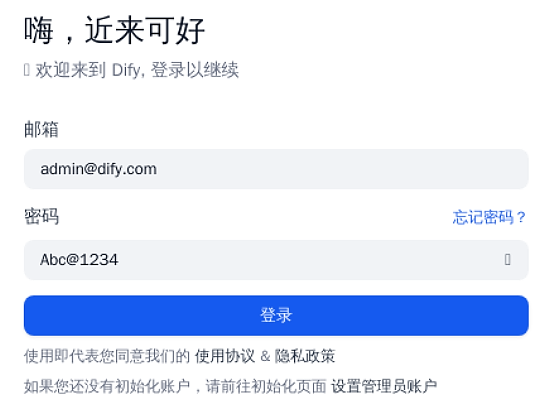 嗨，近来可好
欢迎来到 Dify, 登录以继续
邮箱
admin@dify.com
密码 忘记密码？
Abc@1234
登录
使用即代表您同意我们的 使用协议 & 隐私政策
如果您还没有初始化账户，请前往初始化页面 设置管理员账户